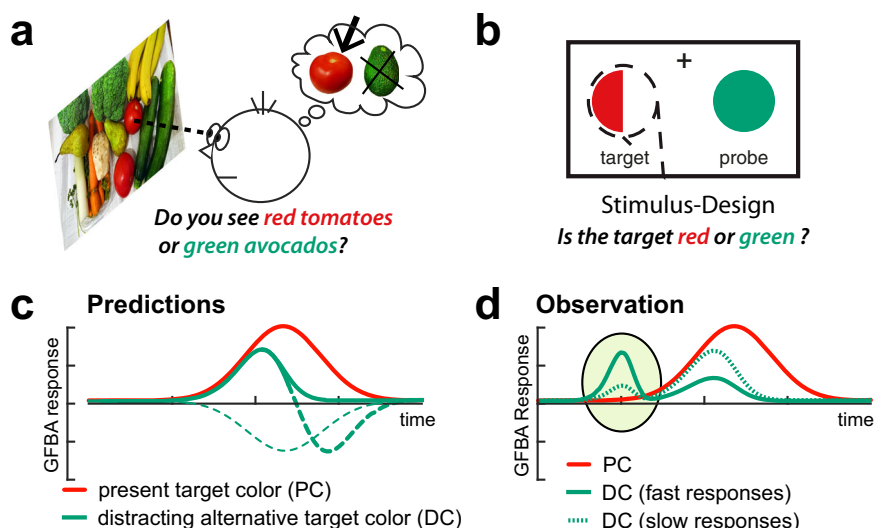 a
Do you see red tomatoes
or green avocados?
b
+
target
probe
Stimulus-Design
Is the target red or green ?
c Predictions
GFBA response
time
present target color (PC)
distracting alternative target color (DC)
d Observation
GFBA Response
time
PC
DC (fast responses)
DC (slow responses)